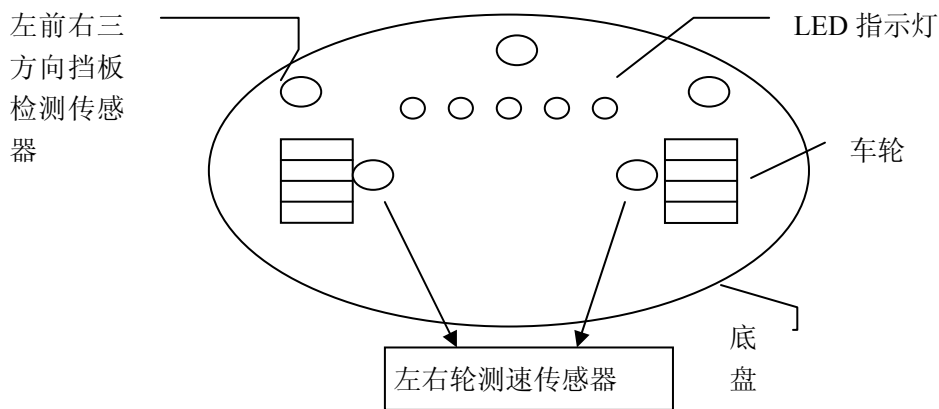 左前右三
方向挡板
检测传感
器
LED 指示灯
车轮
底
盘
左右轮测速传感器